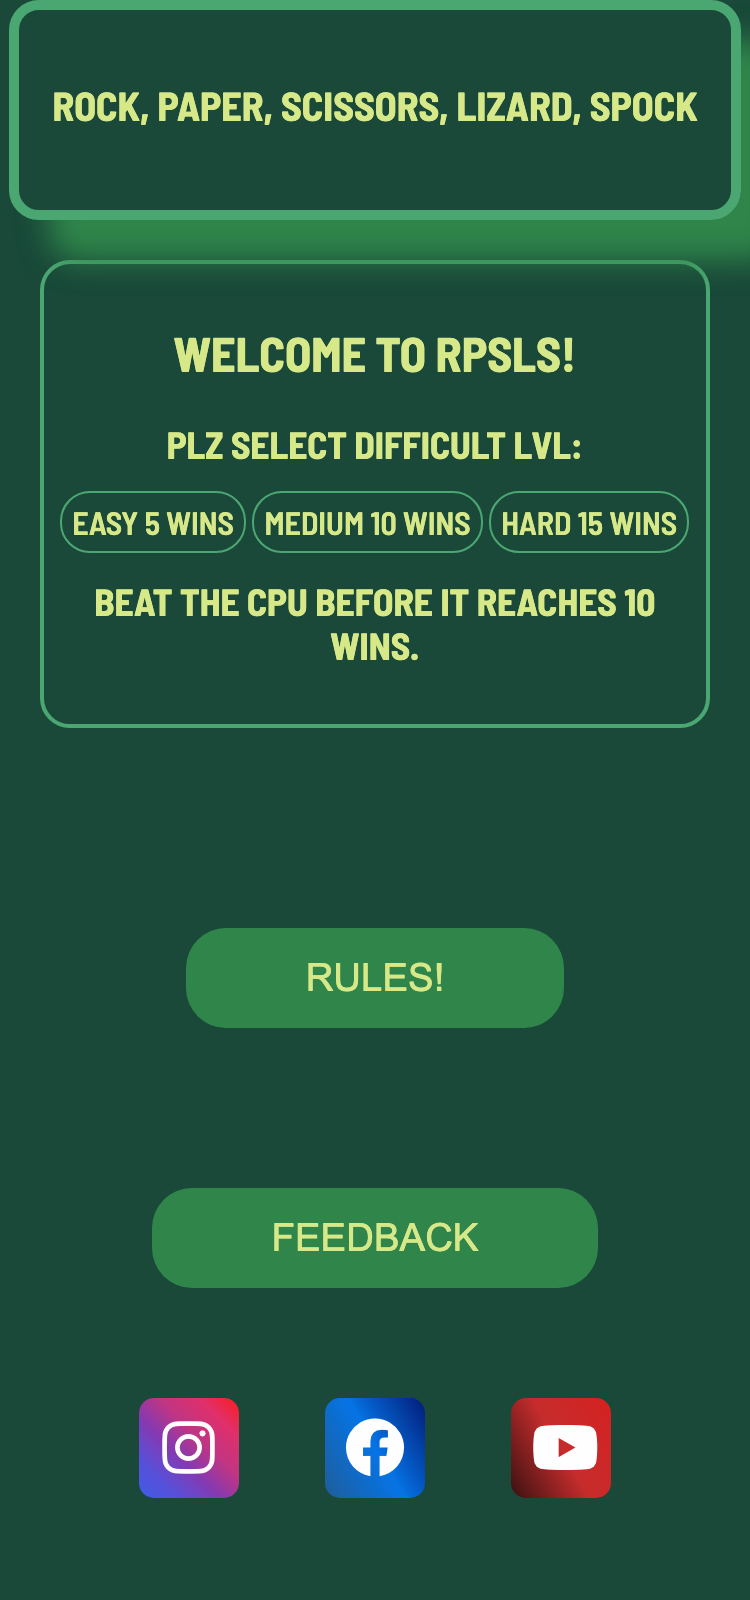 ROCK, PAPER, SCISSORS, LIZARD, SPOCK
WELCOME TO RPSLS!
PLZ SELECT DIFFICULT LVL:
EASY 5 WINS MEDIUM 10 WINS HARD 15 WINS
BEAT THE CPU BEFORE IT REACHES 10
WINS.
RULES!
FEEDBACK